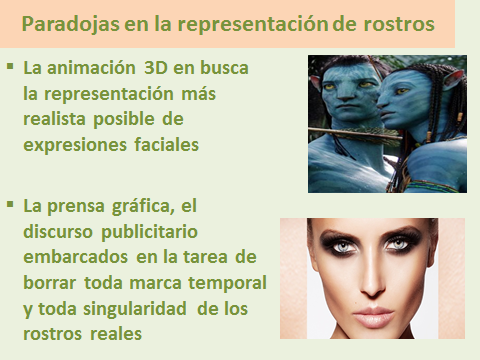 Paradojas en la representación de rostros
▪ La animación 3D en busca
la representación más
realista posible de
expresiones faciales
▪ La prensa gráfica, el
discurso publicitario
embarcados en la tarea de
borrar toda marca temporal
y toda singularidad de los
rostros reales